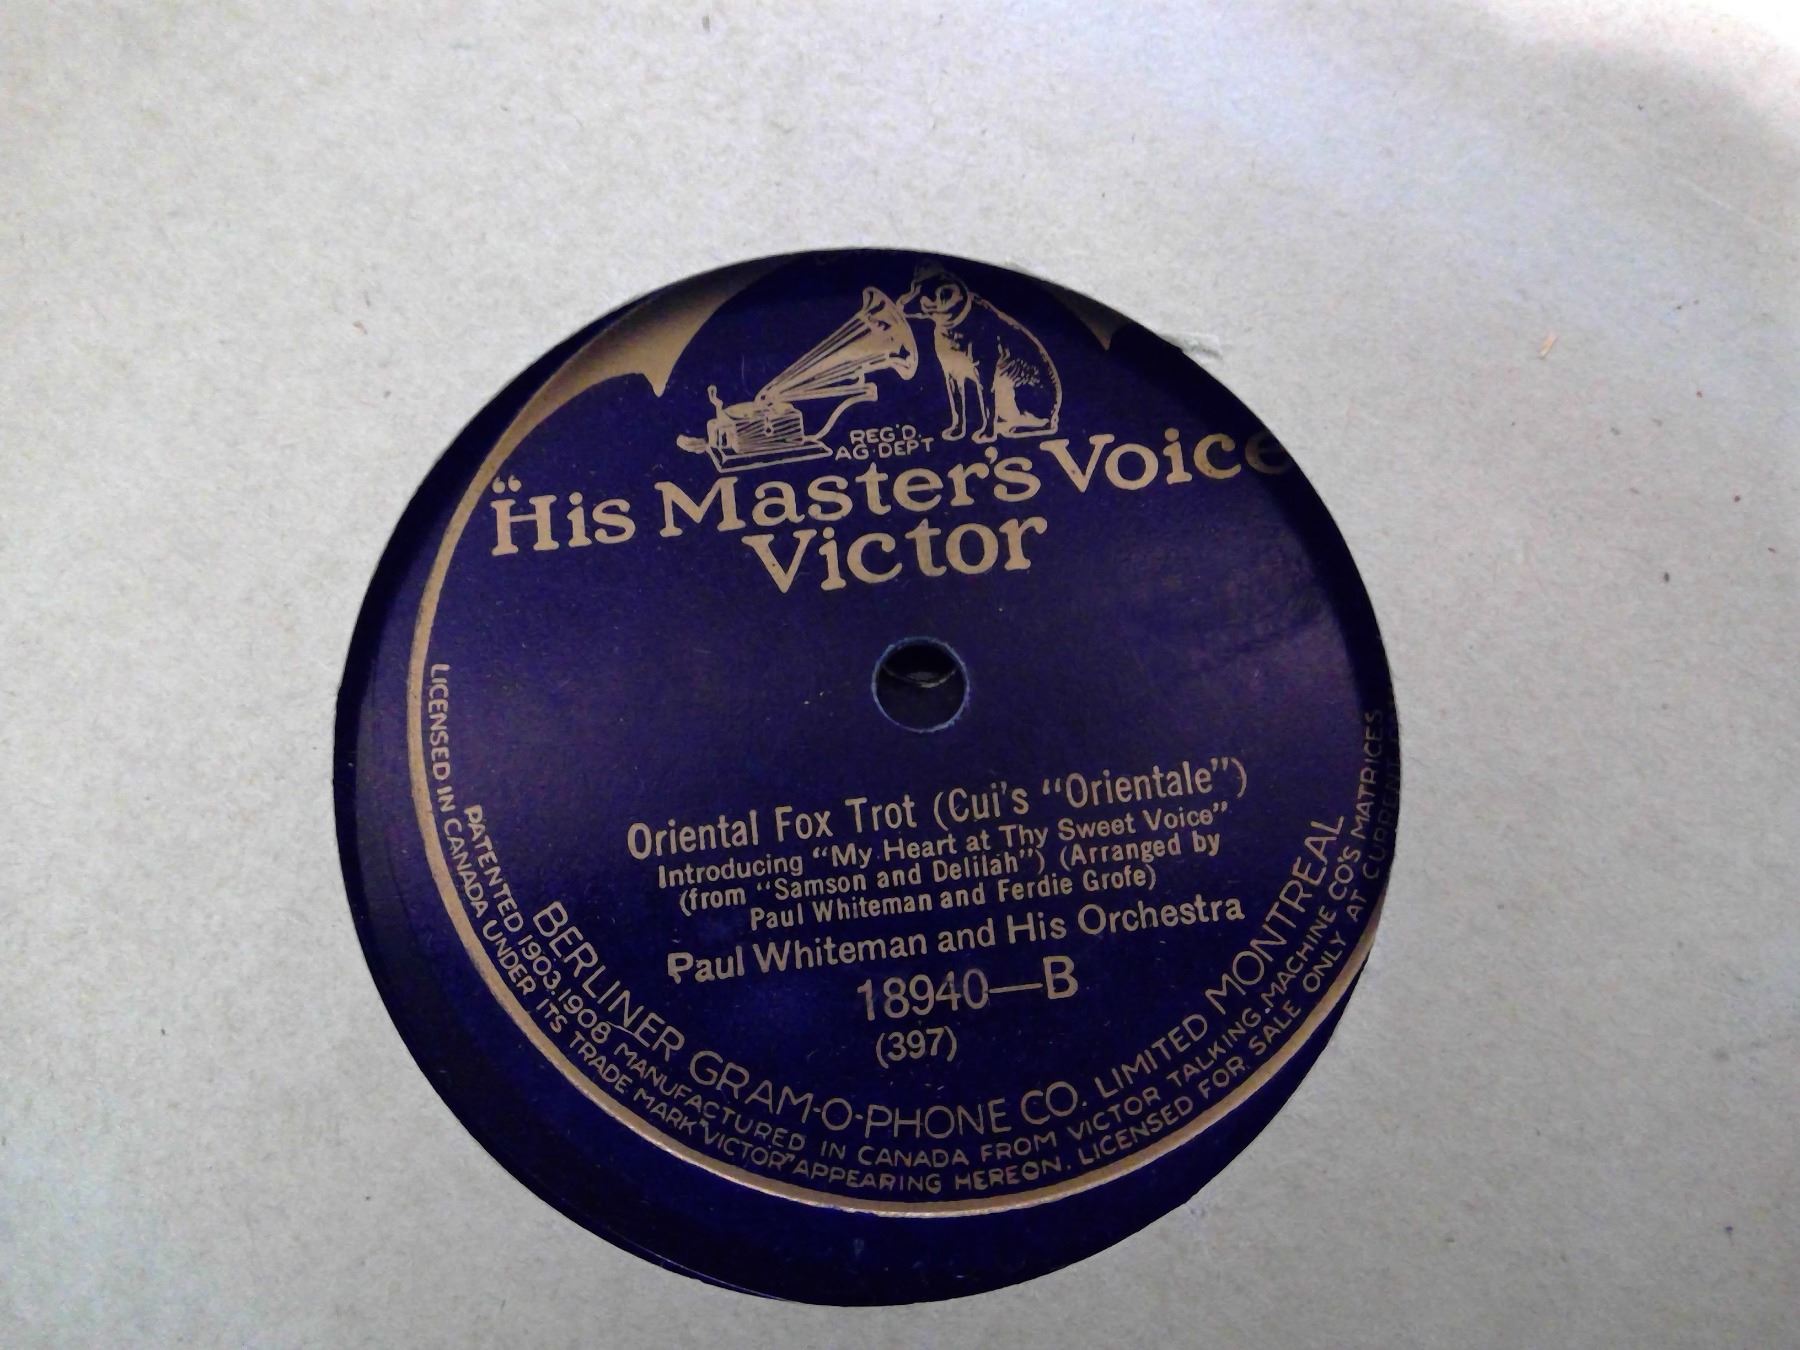 REG'D.
AG. DEPT
"His Master's Voice
Victor
Oriental Fox Trot (Cui's "Orientale")
Introducing "My Heart at Thy Sweet Voice"
(from "Samson and Delilah") (Arranged by
Paul Whiteman and Ferdie Grofe)
Paul Whiteman and His Orchestra
18940—B
(397)
BERLINER GRAM-O-PHONE CO. LIMITED MONTREAL
PATENTED 1903.1908 MANUFACTURED IN CANADA FROM VICTOR TALKING MACHINE CO'S MATRICES
LICENSED IN CANADA UNDER ITS TRADE MARK "VICTOR" APPEARING HEREON. LICENSED FOR SALE ONLY AT CURRENT